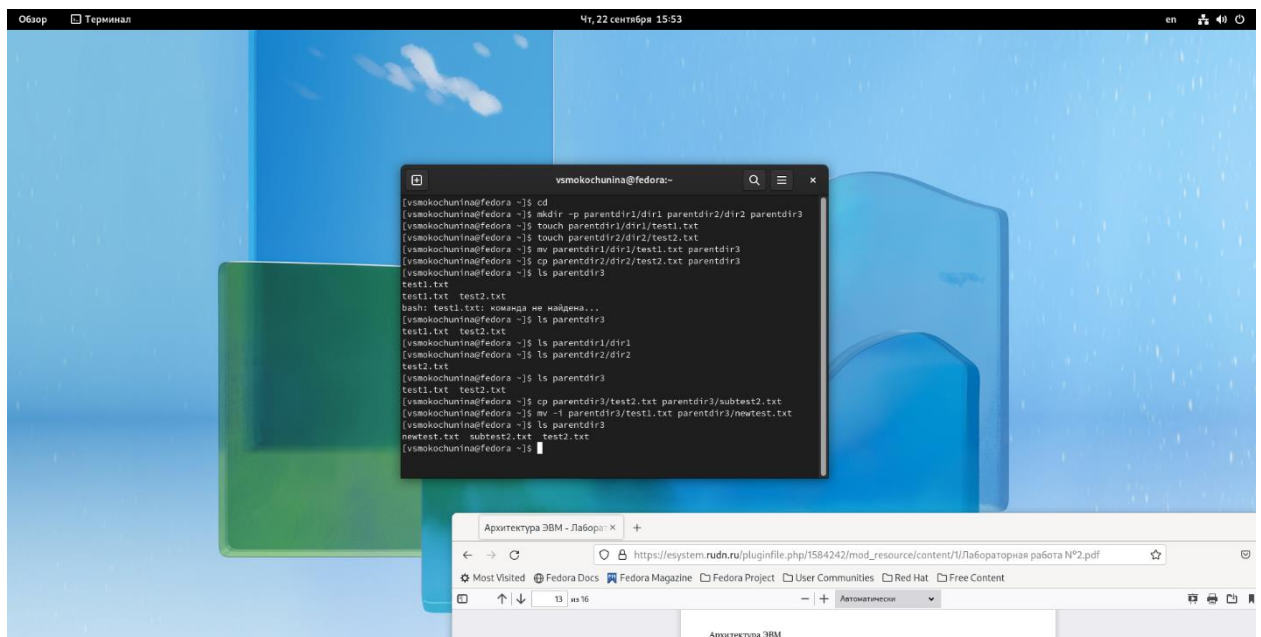 Обзор Терминал Чт, 22 сентября 15:53 en
vsmokochunina@fedora:~
[vsmokochunina@fedora ~]$ cd
[vsmokochunina@fedora ~]$ mkdir -p parentdir1/dir1 parentdir2/dir2 parentdir3
[vsmokochunina@fedora ~]$ touch parentdir1/dir1/test1.txt
[vsmokochunina@fedora ~]$ touch parentdir2/dir2/test2.txt
[vsmokochunina@fedora ~]$ mv parentdir1/dir1/test1.txt parentdir3
[vsmokochunina@fedora ~]$ cp parentdir2/dir2/test2.txt parentdir3
[vsmokochunina@fedora ~]$ ls parentdir3
test1.txt
test1.txt  test2.txt
bash: test1.txt: команда не найдена...
[vsmokochunina@fedora ~]$ ls parentdir3
test1.txt  test2.txt
[vsmokochunina@fedora ~]$ ls parentdir1/dir1
[vsmokochunina@fedora ~]$ ls parentdir2/dir2
test2.txt
[vsmokochunina@fedora ~]$ ls parentdir3
test1.txt  test2.txt
[vsmokochunina@fedora ~]$ cp parentdir3/test2.txt parentdir3/subtest2.txt
[vsmokochunina@fedora ~]$ mv -i parentdir3/test1.txt parentdir3/newtest.txt
[vsmokochunina@fedora ~]$ ls parentdir3
newtest.txt  subtest2.txt  test2.txt
[vsmokochunina@fedora ~]$
Архитектура ЭВМ - Лаборат
https://esystem.rudn.ru/pluginfile.php/1584242/mod_resource/content/1/Лабораторная работа №2.pdf
Most Visited Fedora Docs Fedora Magazine Fedora Project User Communities Red Hat Free Content
13 из 16 Автоматически
Архитектура ЭВМ